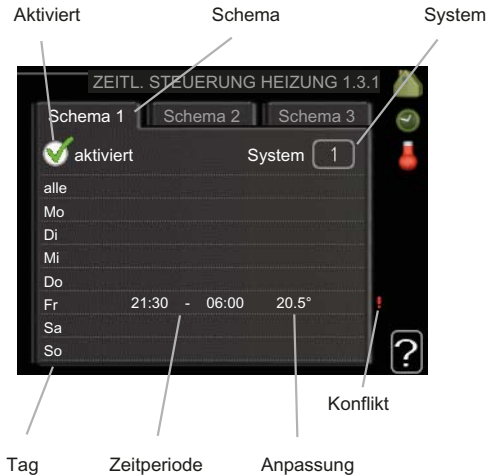 Aktiviert Schema System
ZEITL. STEUERUNG HEIZUNG 1.3.1
Schema 1 Schema 2 Schema 3
aktiviert System 1
alle
Mo
Di
Mi
Do
Fr 21:30 - 06:00 20.5° !
Sa
So
?
Konflikt
Tag Zeitperiode Anpassung